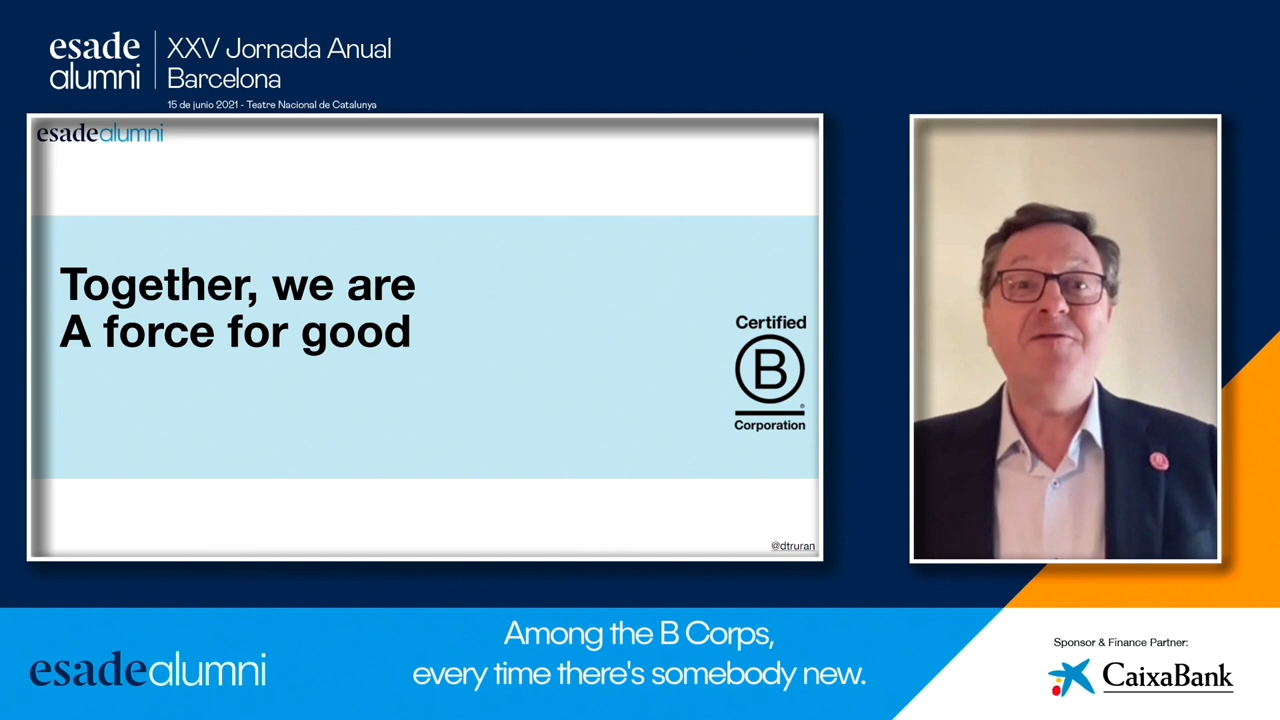 esade
alumni
XXV Jornada Anual
Barcelona
15 de junio 2021 - Teatre Nacional de Catalunya
esadealumni
Together, we are
A force for good
Certified
B
®
Corporation
@dtruran
Among the B Corps,
every time there's somebody new.
esadealumni
Sponsor & Finance Partner:
CaixaBank